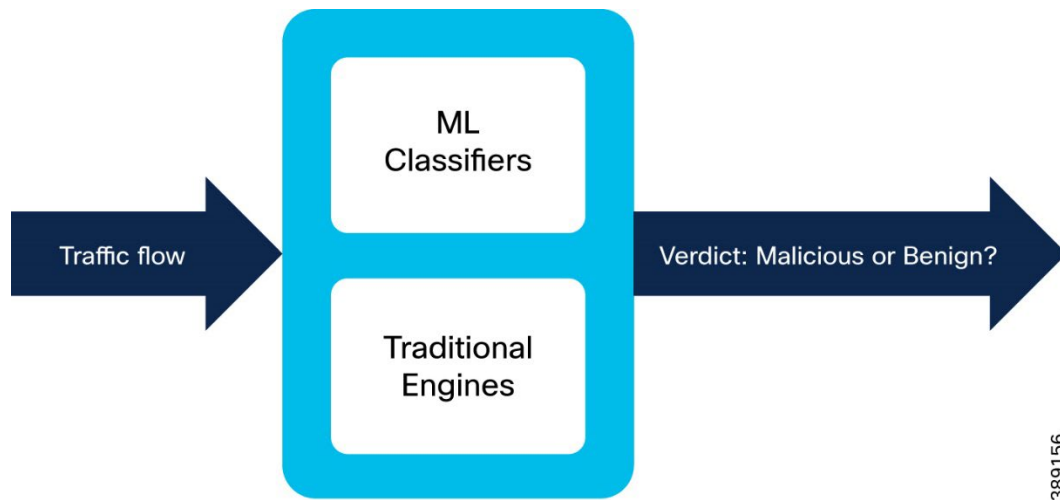 Traffic flow
ML
Classifiers
Traditional
Engines
Verdict: Malicious or Benign?
389156